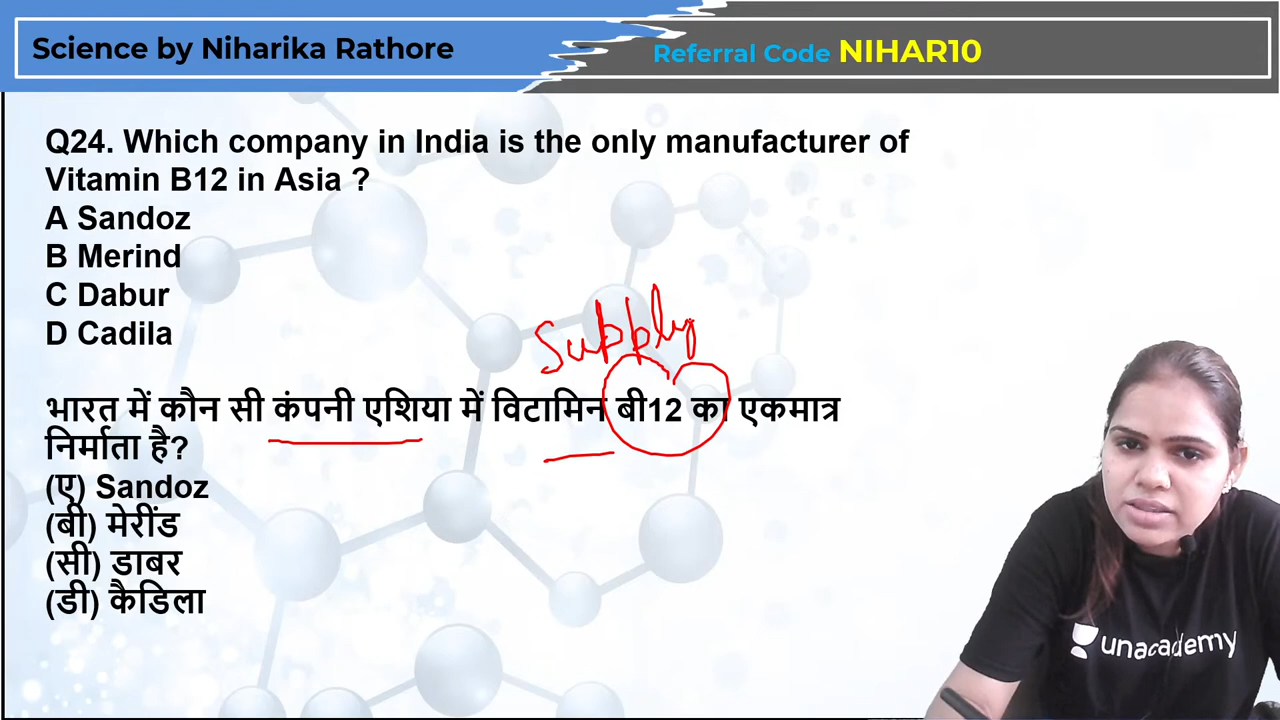 Science by Niharika Rathore
Referral Code NIHAR10
Q24. Which company in India is the only manufacturer of
Vitamin B12 in Asia ?
A Sandoz
B Merind
C Dabur
D Cadila
Supply
भारत में कौन सी कंपनी एशिया में विटामिन बी12 का एकमात्र
निर्माता है?
(ए) Sandoz
(बी) मेरींड
(सी) डाबर
(डी) कैडिला
unacademy